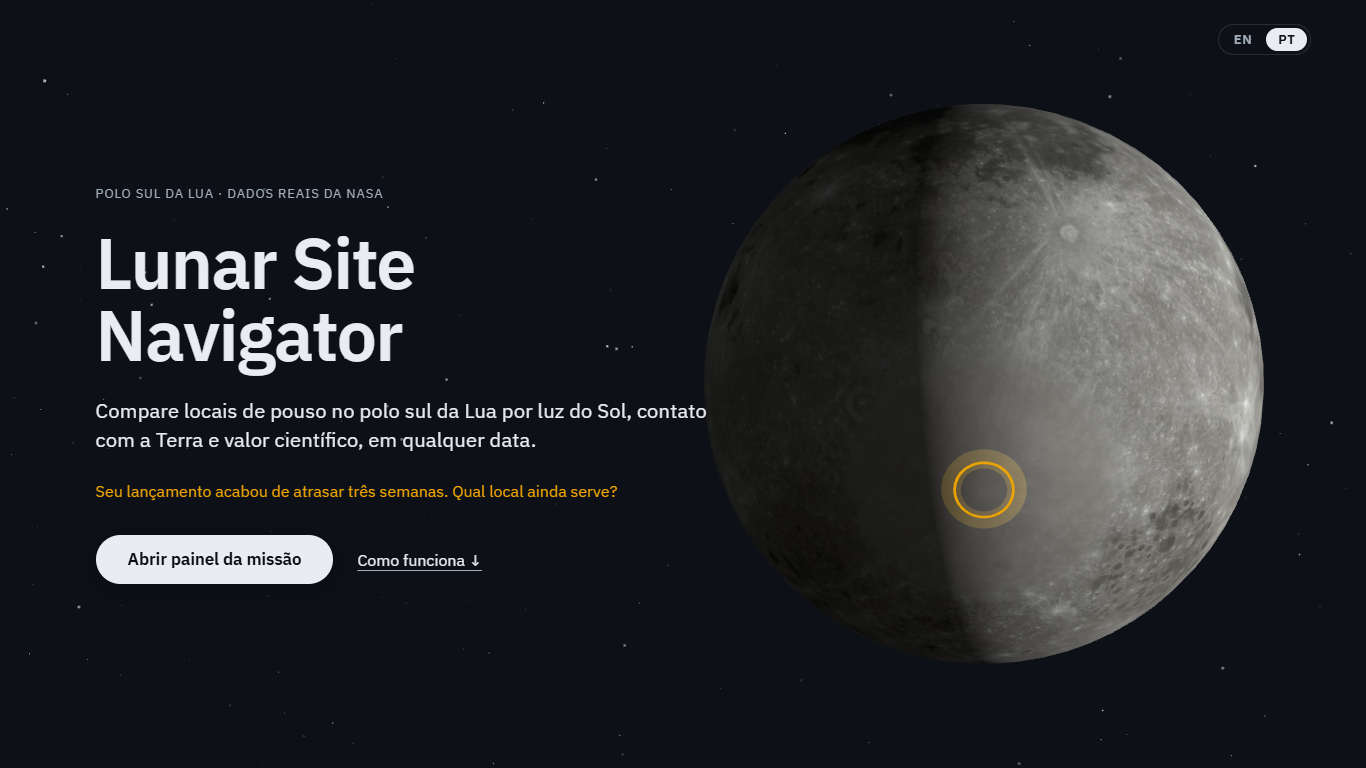 EN PT
POLO SUL DA LUA · DADOS REAIS DA NASA
Lunar Site
Navigator
Compare locais de pouso no polo sul da Lua por luz do Sol, contato
com a Terra e valor científico, em qualquer data.
Seu lançamento acabou de atrasar três semanas. Qual local ainda serve?
Abrir painel da missão
Como funciona ↓